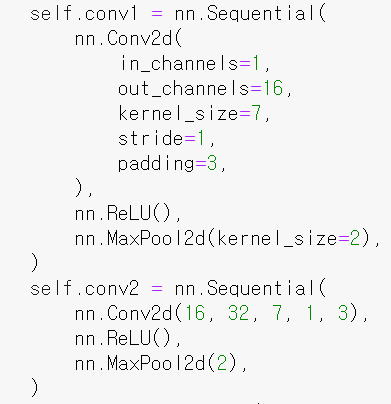 self.conv1 = nn.Sequential(
nn.Conv2d(
in_channels=1,
out_channels=16,
kernel_size=7,
stride=1,
padding=3,
),
nn.ReLU(),
nn.MaxPool2d(kernel_size=2),
)
self.conv2 = nn.Sequential(
nn.Conv2d(16, 32, 7, 1, 3),
nn.ReLU(),
nn.MaxPool2d(2),
)